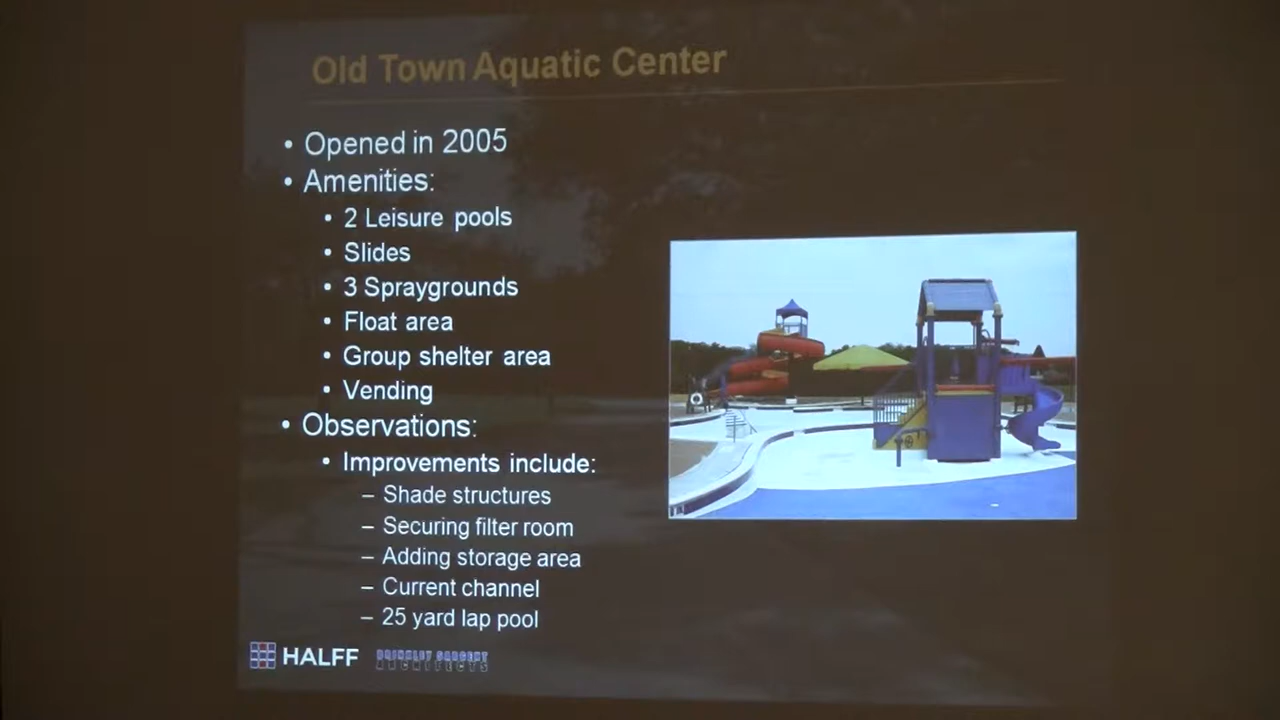 Old Town Aquatic Center
• Opened in 2005
• Amenities:
• 2 Leisure pools
• Slides
• 3 Spraygrounds
• Float area
• Group shelter area
• Vending
• Observations:
• Improvements include:
– Shade structures
– Securing filter room
– Adding storage area
– Current channel
– 25 yard lap pool
HALFF
SARGENT
ARCHITECTS